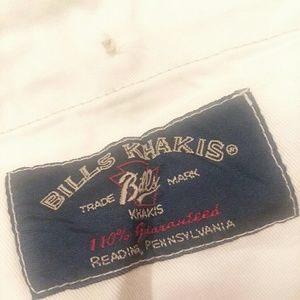 BILLS KHAKIS®
Bills
TRADE MARK
KHAKIS
110% Guaranteed
READING, PENNSYLVANIA